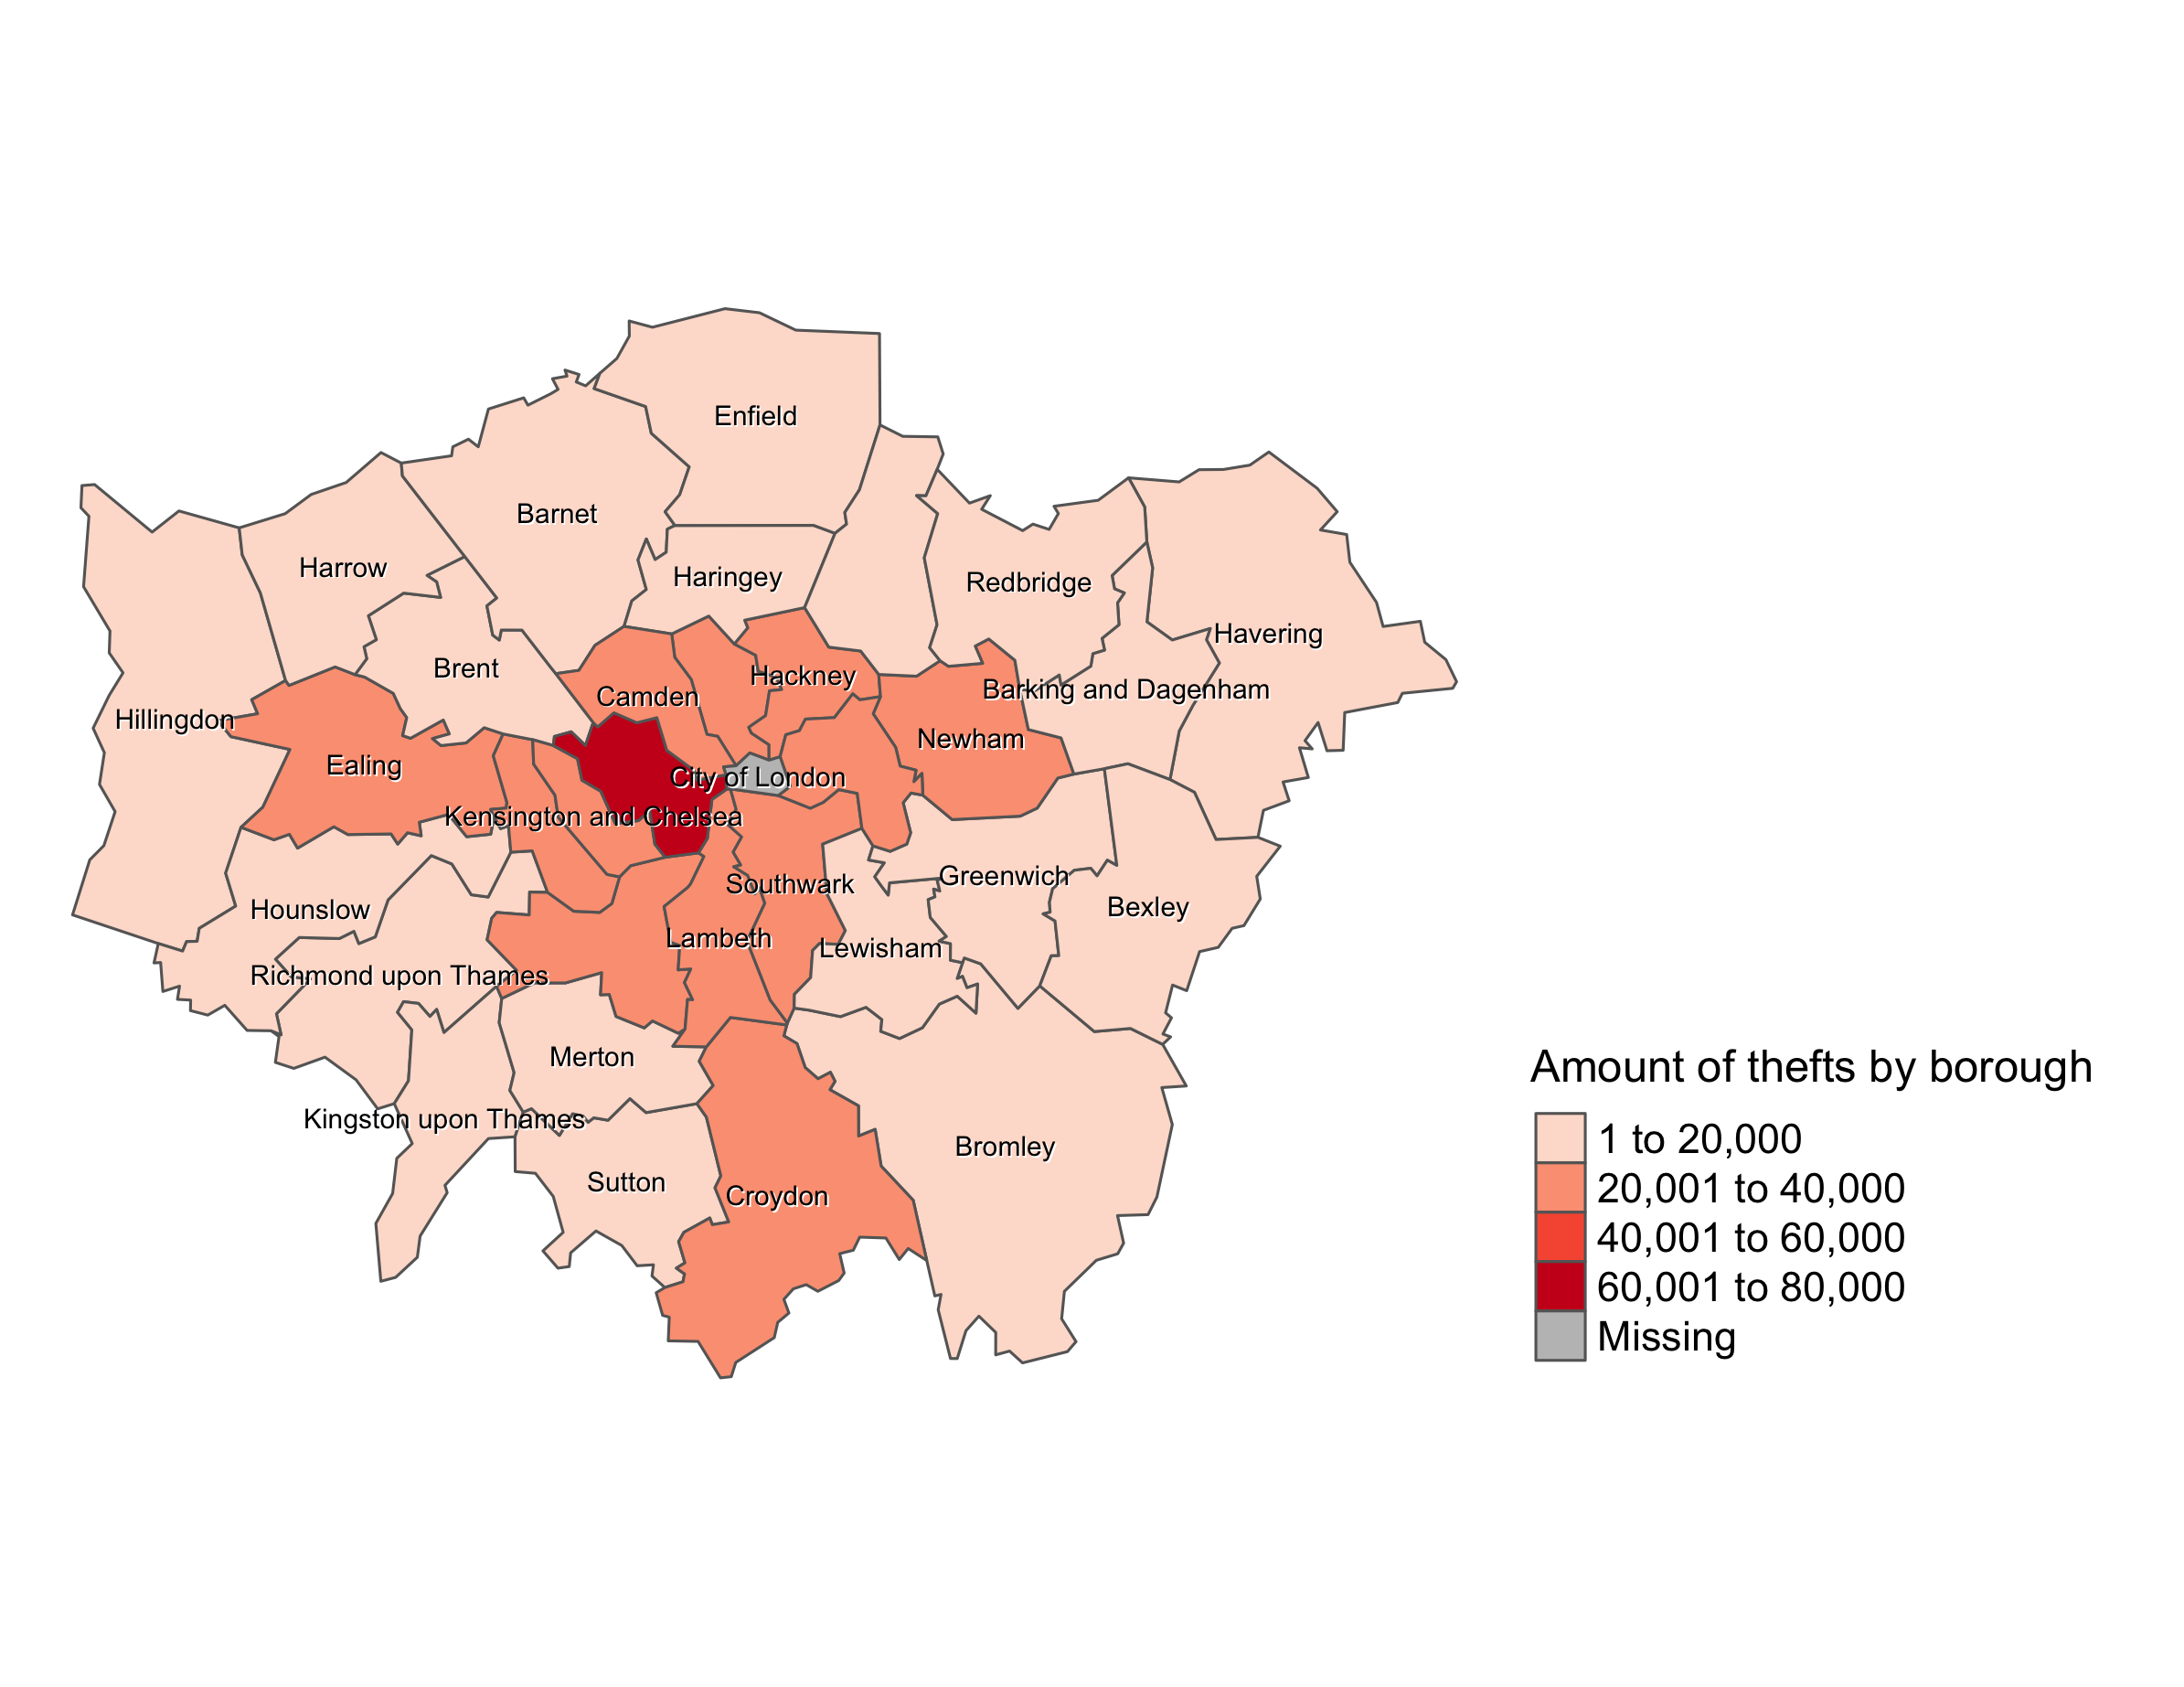 Enfield
Barnet
Harrow
Haringey
Redbridge
Havering
Brent
Hackney
Camden
Barking and Dagenham
Hillingdon
Newham
Ealing
City of London
Kensington and Chelsea
Southwark
Greenwich
Hounslow
Bexley
Lambeth
Lewisham
Richmond upon Thames
Merton
Kingston upon Thames
Bromley
Sutton
Croydon
Amount of thefts by borough
1 to 20,000
20,001 to 40,000
40,001 to 60,000
60,001 to 80,000
Missing